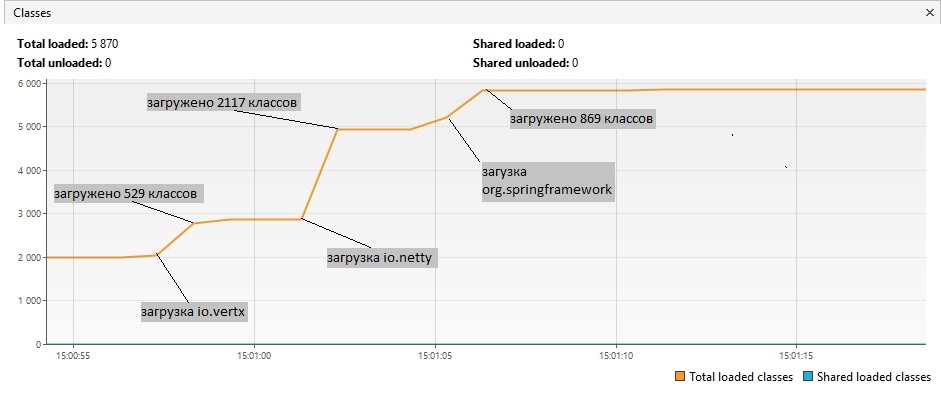 Classes
Total loaded: 5 870
Shared loaded: 0
Total unloaded: 0
Shared unloaded: 0
6 000
5 000
4 000
3 000
2 000
1 000
0
загружено 2117 классов
загружено 869 классов
загузка
org.springframework
загружено 529 классов
загрузка io.netty
загрузка io.vertx
15:00:55
15:01:00
15:01:05
15:01:10
15:01:15
Total loaded classes
Shared loaded classes